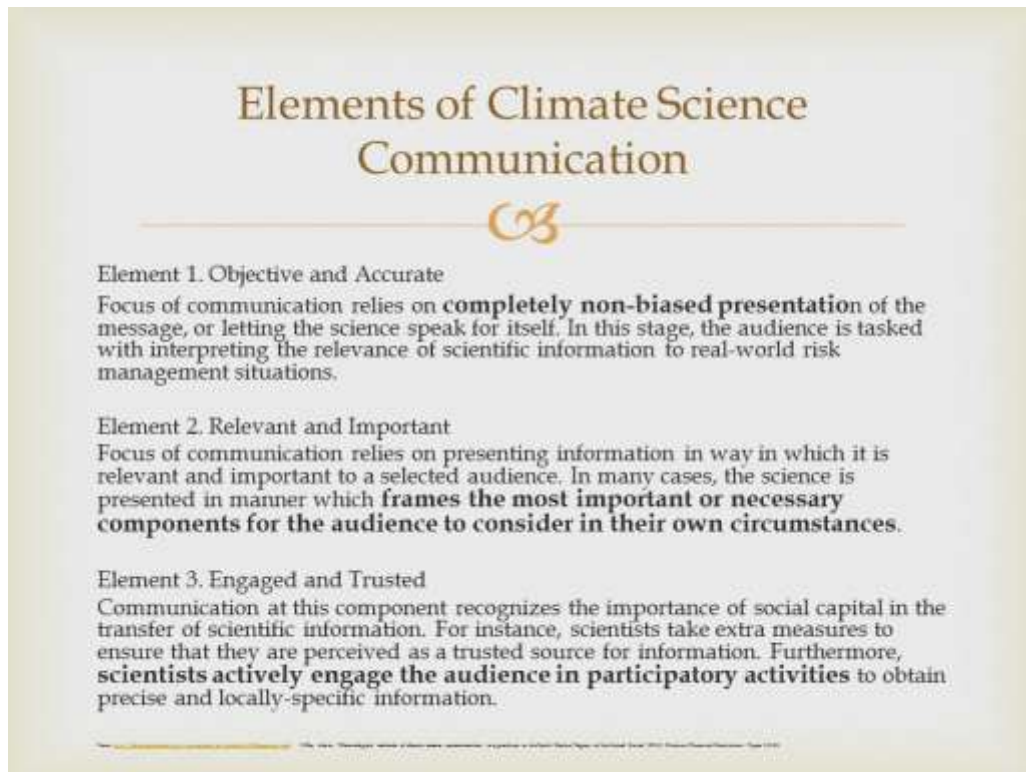 Elements of Climate Science
Communication
Element 1. Objective and Accurate
Focus of communication relies on completely non-biased presentation of the
message, or letting the science speak for itself. In this stage, the audience is tasked
with interpreting the relevance of scientific information to real-world risk
management situations.
Element 2. Relevant and Important
Focus of communication relies on presenting information in way in which it is
relevant and important to a selected audience. In many cases, the science is
presented in manner which frames the most important or necessary
components for the audience to consider in their own circumstances.
Element 3. Engaged and Trusted
Communication at this component recognizes the importance of social capital in the
transfer of scientific information. For instance, scientists take extra measures to
ensure that they are perceived as a trusted source for information. Furthermore,
scientists actively engage the audience in participatory activities to obtain
precise and locally-specific information.